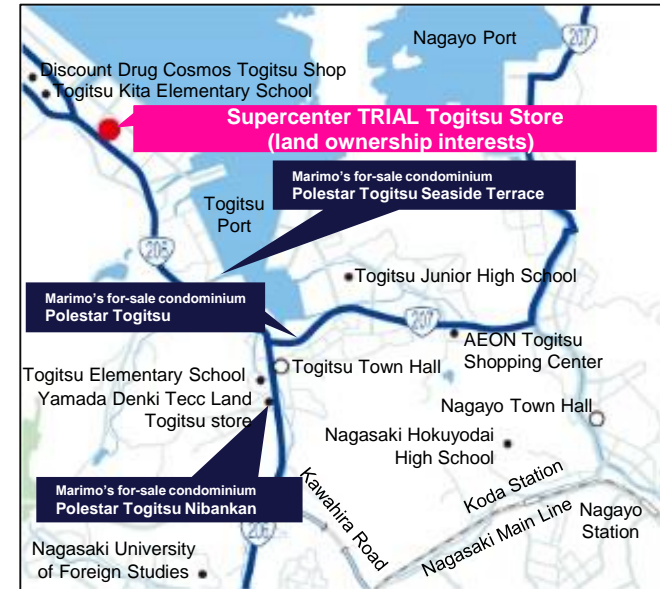 Nagayo Port
207
Discount Drug Cosmos Togitsu Shop
Togitsu Kita Elementary School
Supercenter TRIAL Togitsu Store
(land ownership interests)
Marimo's for-sale condominium
Polestar Togitsu Seaside Terrace
Togitsu
Port
206
Togitsu Junior High School
Marimo's for-sale condominium
Polestar Togitsu
207
AEON Togitsu
Shopping Center
Togitsu Town Hall
Togitsu Elementary School
Yamada Denki Tecc Land
Togitsu store
Nagayo Town Hall
Nagasaki Hokuyodai
High School
Marimo's for-sale condominium
Polestar Togitsu Nibankan
Kawahira Road
Koda Station
Nagasaki Main Line
Nagayo
Station
206
Nagasaki University
of Foreign Studies